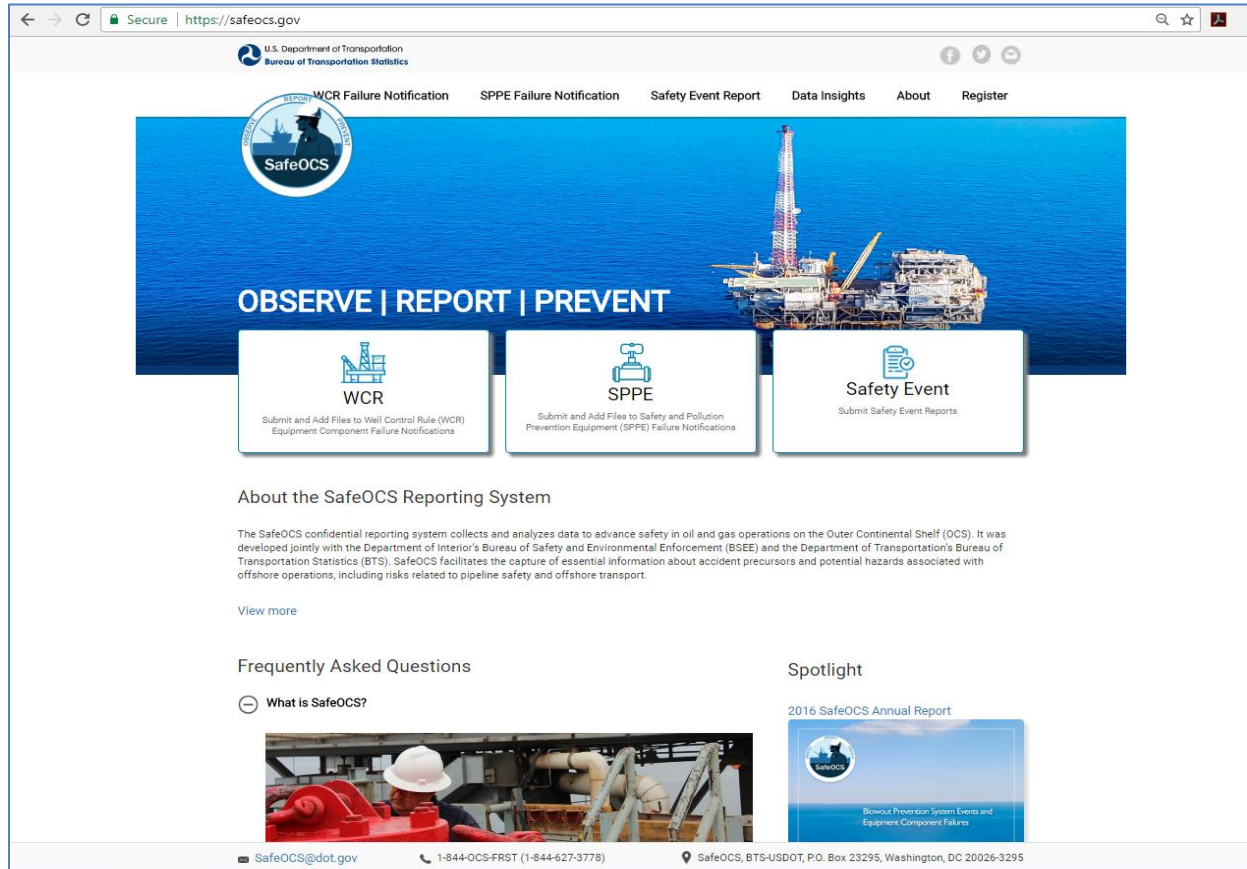 Secure | https://safeocs.gov
U.S. Department of Transportation
Bureau of Transportation Statistics
WCR Failure Notification SPPE Failure Notification Safety Event Report Data Insights About Register
OBSERVE REPORT PREVENT
SafeOCS
OBSERVE | REPORT | PREVENT
WCR
Submit and Add Files to Well Control Rule (WCR)
Equipment Component Failure Notifications
SPPE
Submit and Add Files to Safety and Pollution
Prevention Equipment (SPPE) Failure Notifications
Safety Event
Submit Safety Event Reports
About the SafeOCS Reporting System
The SafeOCS confidential reporting system collects and analyzes data to advance safety in oil and gas operations on the Outer Continental Shelf (OCS). It was
developed jointly with the Department of Interior's Bureau of Safety and Environmental Enforcement (BSEE) and the Department of Transportation's Bureau of
Transportation Statistics (BTS). SafeOCS facilitates the capture of essential information about accident precursors and potential hazards associated with
offshore operations, including risks related to pipeline safety and offshore transport.
View more
Frequently Asked Questions
What is SafeOCS?
Spotlight
2016 SafeOCS Annual Report
SafeOCS
Blowout Prevention System Events and
Equipment Component Failures
SafeOCS@dot.gov 1-844-OCS-FRST (1-844-627-3778) SafeOCS, BTS-USDOT, P.O. Box 23295, Washington, DC 20026-3295